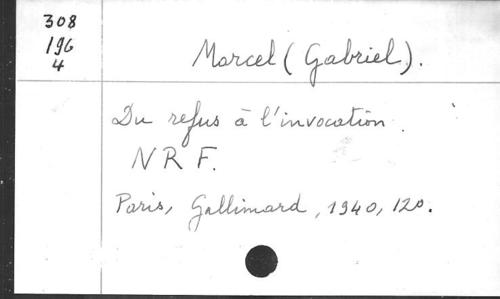 308
196
4
Marcel (Gabriel).
Du refus à l'invocation.
N R F.
Paris, Gallimard, 1940, 12o.